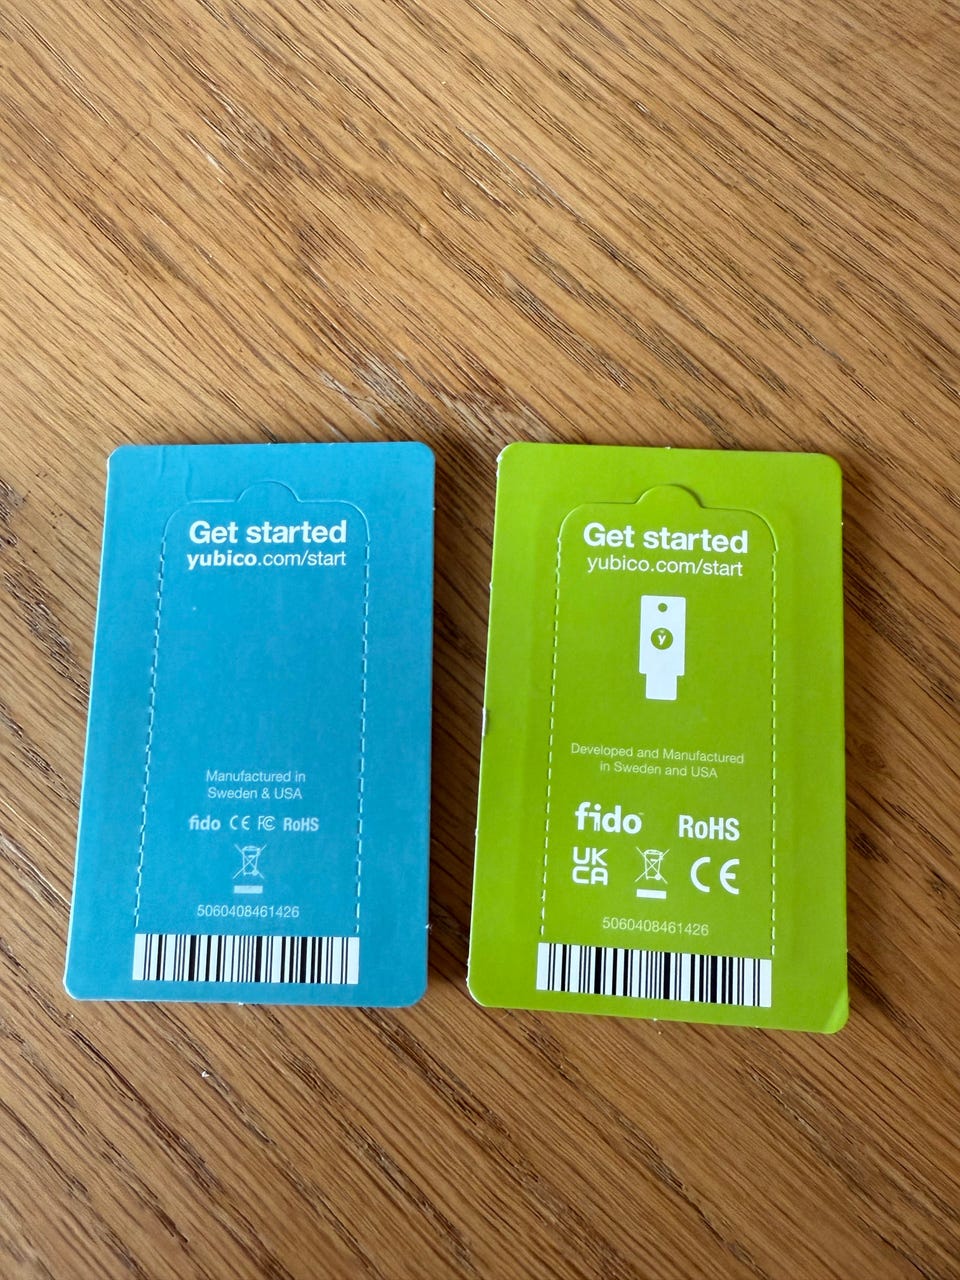 Get started
yubico.com/start
Manufactured in
Sweden & USA
fido CE FC RoHS
5060408461426
Get started
yubico.com/start
y
Developed and Manufactured
in Sweden and USA
fido RoHS
UK
CA CE
5060408461426